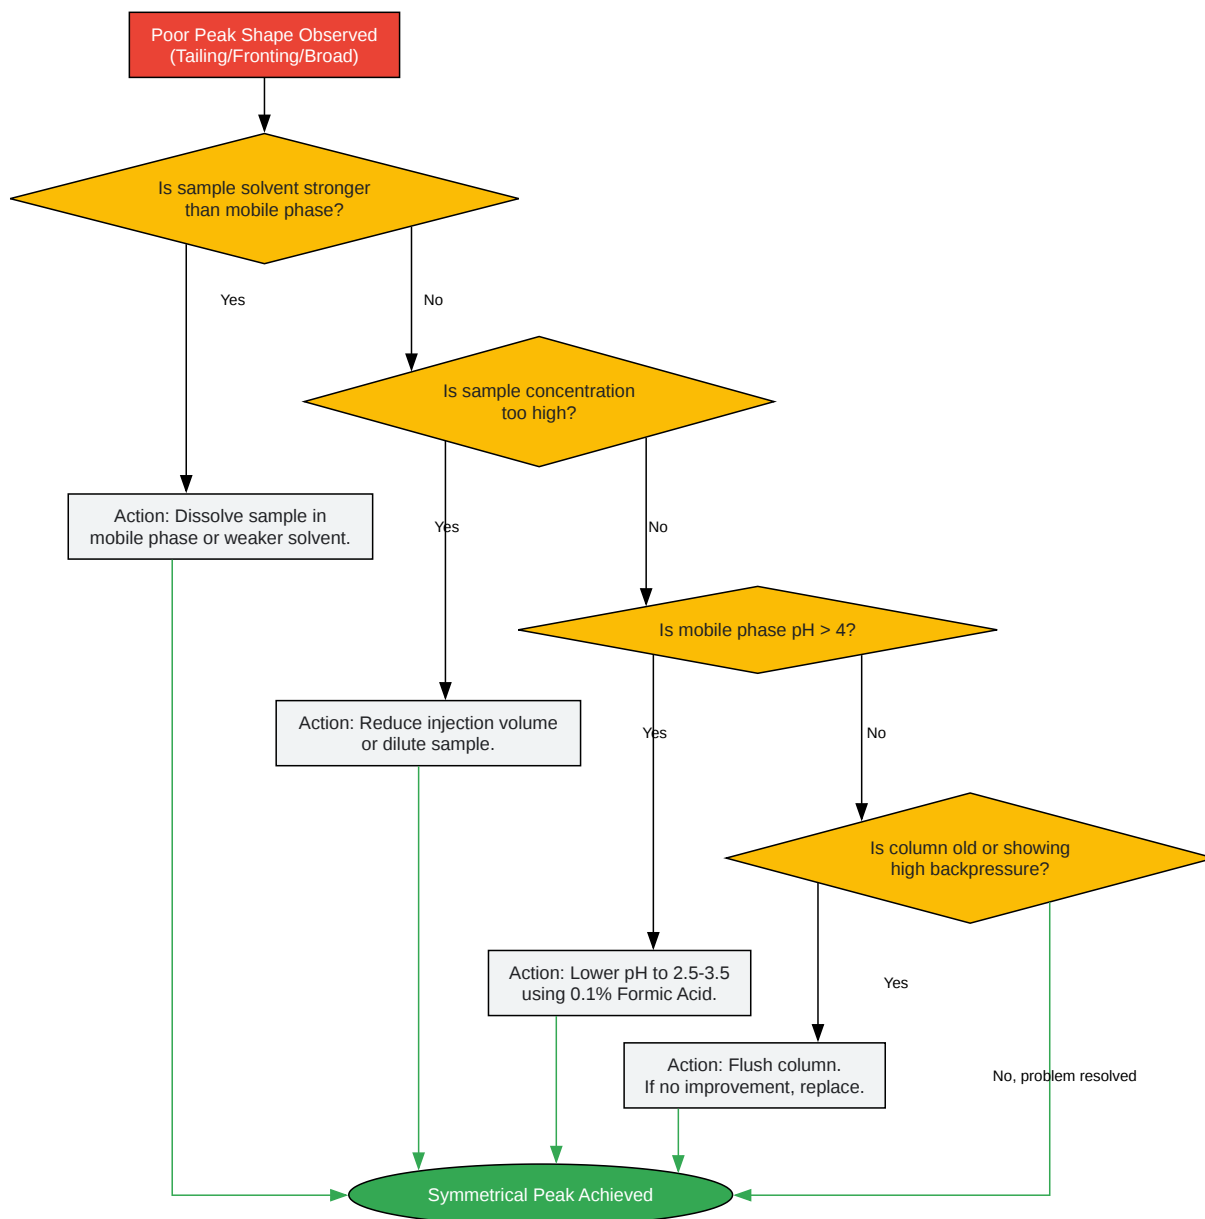 Poor Peak Shape Observed
(Tailing/Fronting/Broad)
Is sample solvent stronger
than mobile phase?
Yes
No
Is sample concentration
too high?
Action: Dissolve sample in
mobile phase or weaker solvent.
Yes
No
Is mobile phase pH > 4?
Action: Reduce injection volume
or dilute sample.
Yes
No
Is column old or showing
high backpressure?
Action: Lower pH to 2.5-3.5
using 0.1% Formic Acid.
Yes
Action: Flush column.
If no improvement, replace.
No, problem resolved
Symmetrical Peak Achieved